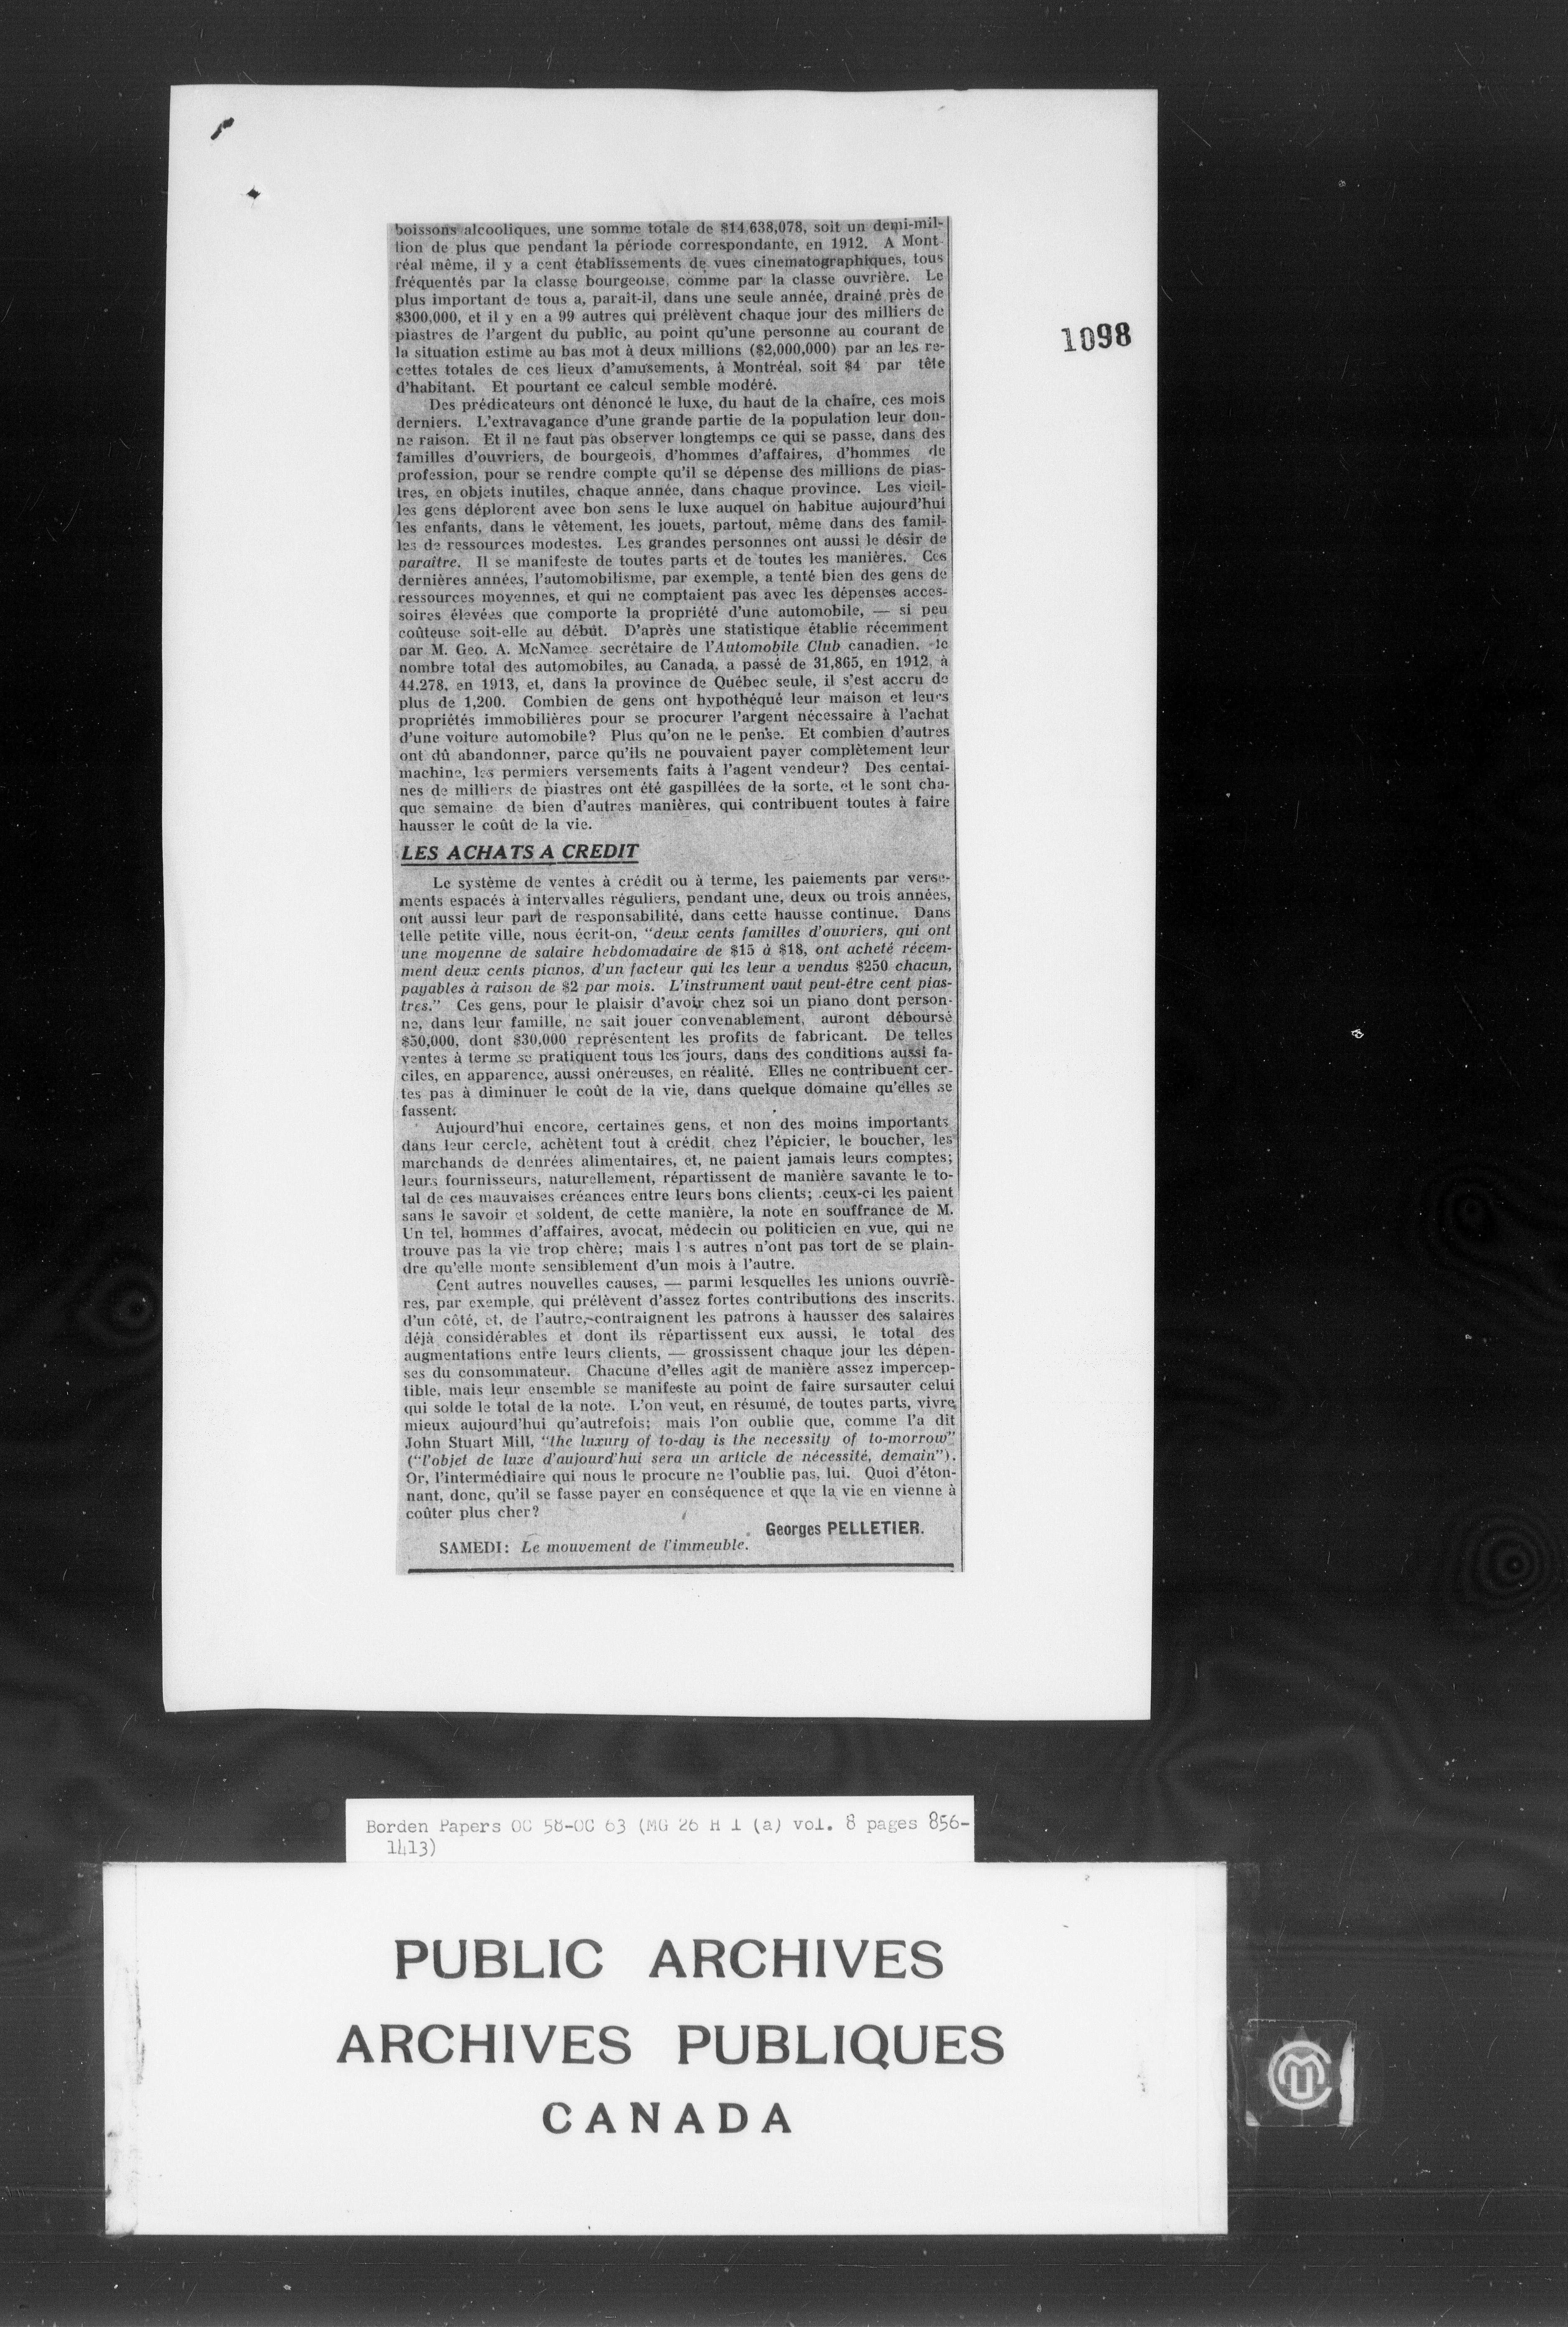 boissons alcooliques, une somme totale de $14,638,078, soit un demi-mil-
lion de plus que pendant la période correspondante, en 1912. A Mont
réal même, il y a cent établissements de vues cinematographiques, tous
fréquentés par la classe bourgeoise, comme par la classe ouvrière. Le
plus important de tous a, parait-il, dans une seule année, drainé près de
$300,000, et il y en a 99 autres qui prélèvent chaque jour des milliers de
piastres de l'argent du public, au point qu'une personne au courant de
la situation estime au bas mot à deux millions ($2,000,000) par an les re-
cettes totales de ces lieux d'amusements, à Montréal, soit $4 par tête
d'habitant. Et pourtant ce calcul semble modéré.
Des prédicateurs ont dénoncé le luxe, du haut de la chaire, ces mois
derniers. L'extravagance d'une grande partie de la population leur don-
ne raison. Et il ne faut pas observer longtemps ce qui se passe, dans des
familles d'ouvriers, de bourgeois, d'hommes d'affaires, d'hommes de
profession, pour se rendre compte qu'il se dépense des millions de pias-
tres, en objets inutiles, chaque année, dans chaque province. Les vieil-
les gens déplorent avec bon sens le luxe auquel on habitue aujourd'hui
les enfants, dans le vêtement, les jouets, partout, même dans des famil-
les de ressources modestes. Les grandes personnes ont aussi le désir de
paraître. Il se manifeste de toutes parts et de toutes les manières. Ces
dernières années, l'automobilisme, par exemple, a tenté bien des gens de
ressources moyennes, et qui ne comptaient pas avec les dépenses acces-
soires élevées que comporte la propriété d'une automobile, — si peu
coûteuse soit-elle au début. D'après une statistique établie récemment
par M. Geo. A. McNamee secrétaire de l'Automobile Club canadien, le
nombre total des automobiles, au Canada, a passé de 31,865, en 1912, à
44,278, en 1913, et, dans la province de Québec seule, il s'est accru de
plus de 1,200. Combien de gens ont hypothéqué leur maison et leurs
propriétés immobilières pour se procurer l'argent nécessaire à l'achat
d'une voiture automobile? Plus qu'on ne le pense. Et combien d'autres
ont dû abandonner, parce qu'ils ne pouvaient payer complètement leur
machine, les permiers versements faits à l'agent vendeur? Des centai-
nes de milliers de piastres ont été gaspillées de la sorte, et le sont cha-
que semaine de bien d'autres manières, qui contribuent toutes à faire
hausser le coût de la vie.
LES ACHATS A CREDIT
Le système de ventes à crédit ou à terme, les paiements par verse-
ments espacés à intervalles réguliers, pendant une, deux ou trois années,
ont aussi leur part de responsabilité, dans cette hausse continue. Dans
telle petite ville, nous écrit-on, "deux cents familles d'ouvriers, qui ont
une moyenne de salaire hebdomadaire de $15 à $18, ont acheté récem-
ment deux cents pianos, d'un facteur qui les leur a vendus $250 chacun,
payables à raison de $2 par mois. L'instrument vaut peut-être cent pias-
tres." Ces gens, pour le plaisir d'avoir chez soi un piano dont person-
ne, dans leur famille, ne sait jouer convenablement, auront déboursé
$50,000, dont $30,000 représentent les profits de fabricant. De telles
ventes à terme se pratiquent tous les jours, dans des conditions aussi fa-
ciles, en apparence, aussi onéreuses, en réalité. Elles ne contribuent cer-
tes pas à diminuer le coût de la vie, dans quelque domaine qu'elles se
fassent.
Aujourd'hui encore, certaines gens, et non des moins importants
dans leur cercle, achètent tout à crédit, chez l'épicier, le boucher, les
marchands de denrées alimentaires, et, ne paient jamais leurs comptes;
leurs fournisseurs, naturellement, répartissent de manière savante le to-
tal de ces mauvaises créances entre leurs bons clients; ceux-ci les paient
sans le savoir et soldent, de cette manière, la note en souffrance de M.
Un tel, hommes d'affaires, avocat, médecin ou politicien en vue, qui ne
trouve pas la vie trop chère; mais l s autres n'ont pas tort de se plain-
dre qu'elle monte sensiblement d'un mois à l'autre.
Cent autres nouvelles causes, — parmi lesquelles les unions ouvriè-
res, par exemple, qui prélèvent d'assez fortes contributions des inscrits,
d'un côté, et, de l'autre, contraignent les patrons à hausser des salaires
déjà considérables et dont ils répartissent eux aussi, le total des
augmentations entre leurs clients, — grossissent chaque jour les dépen-
ses du consommateur. Chacune d'elles agit de manière assez impercep-
tible, mais leur ensemble se manifeste au point de faire sursauter celui
qui solde le total de la note. L'on veut, en résumé, de toutes parts, vivre
mieux aujourd'hui qu'autrefois; mais l'on oublie que, comme l'a dit
John Stuart Mill, "the luxury of to-day is the necessity of to-morrow"
("l'objet de luxe d'aujourd'hui sera un article de nécessité, demain").
Or, l'intermédiaire qui nous le procure ne l'oublie pas, lui. Quoi d'éton-
nant, donc, qu'il se fasse payer en conséquence et que la vie en vienne à
coûter plus cher?
Georges PELLETIER.
SAMEDI: Le mouvement de l'immeuble.
1098
Borden Papers OC 58-OC 63 (MG 26 H 1 (a) vol. 8 pages 856-
1413)
PUBLIC ARCHIVES
ARCHIVES PUBLIQUES
CANADA